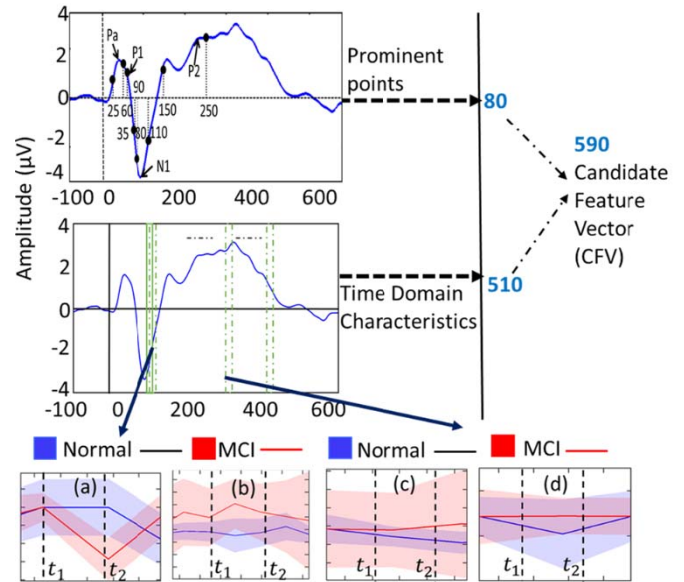 4
2
0
-2
-4
Pa
P1
90
P2
25
60
150
250
35
80
110
N1
-100
0
200
400
600
Amplitude (µV)
Prominent
points
80
590
Candidate
Feature
Vector
(CFV)
4
2
0
-2
4
-100
0
200
400
600
Time Domain
Characteristics
510
Normal
MCI
Normal
MCI
(a)
(b)
(c)
(d)
t1
t2
t1
t2
t1
t2
t1
t2